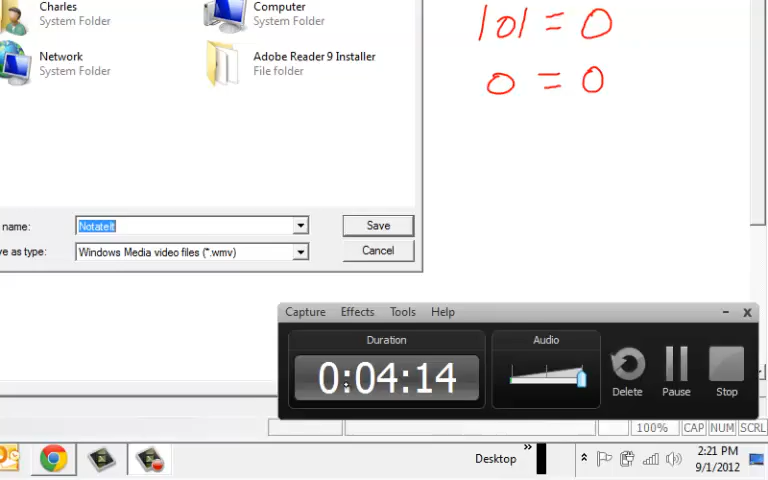 Charles
System Folder
Computer
System Folder
|0| = 0
Network
System Folder
Adobe Reader 9 Installer
File folder
0 = 0
name:
NotateIt
Save
e as type:
Windows Media video files (*.wmv)
Cancel
Capture
Effects
Tools
Help
Duration
Audio
0:04:14
Delete
Pause
Stop
100%
CAP
NUM
SCRL
Desktop
2:21 PM
9/1/2012